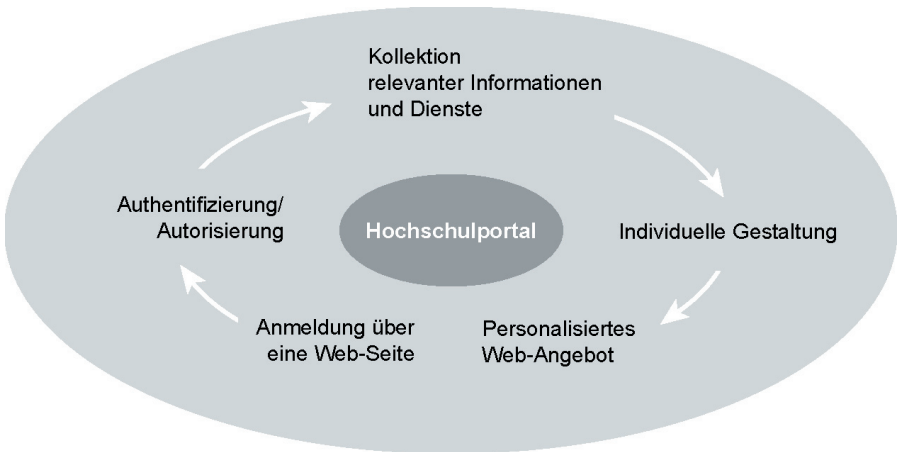 Kollektion
relevanter Informationen
und Dienste
Authentifizierung/
Autorisierung
Hochschulportal
Individuelle Gestaltung
Anmeldung über
eine Web-Seite
Personalisiertes
Web-Angebot